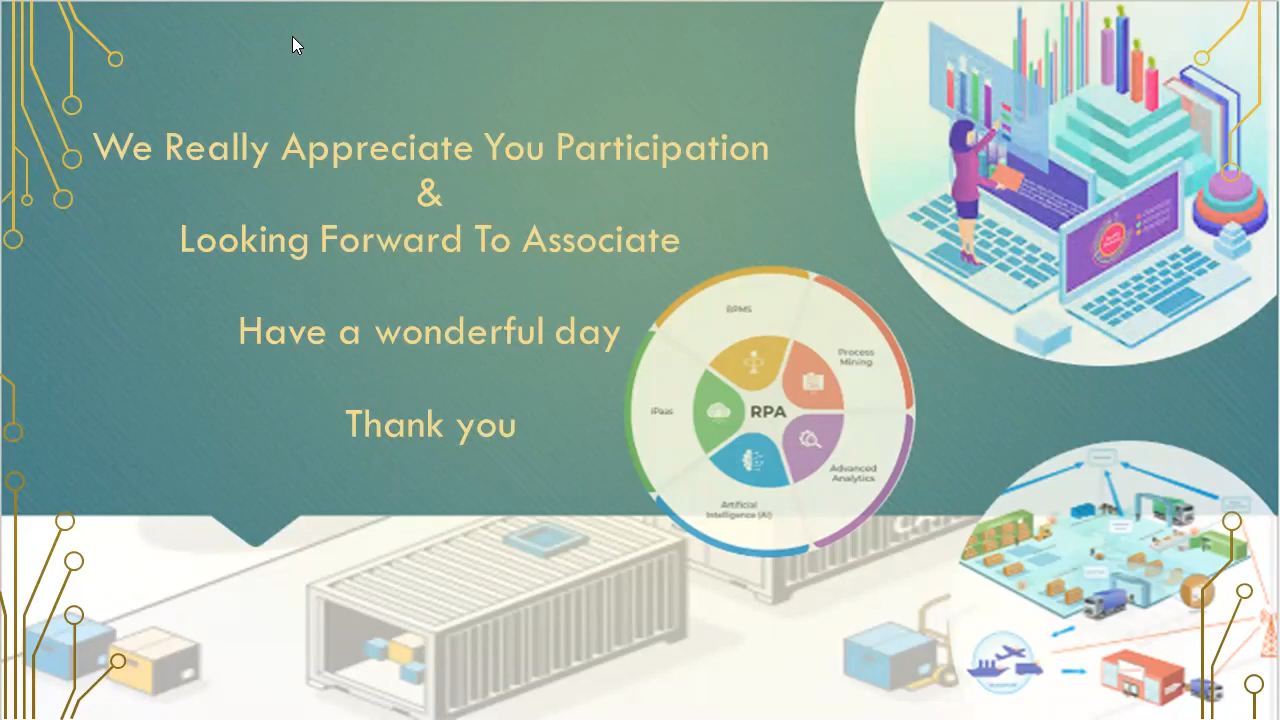 We Really Appreciate You Participation
&
Looking Forward To Associate
Have a wonderful day
Thank you
BPMS
Process
Mining
iPaas
RPA
Advanced
Analytics
Artificial
Intelligence (AI)